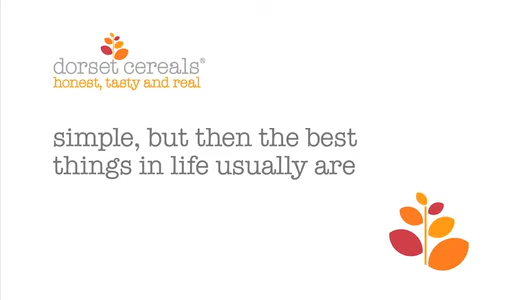 dorset cereals®
honest, tasty and real
simple, but then the best
things in life usually are